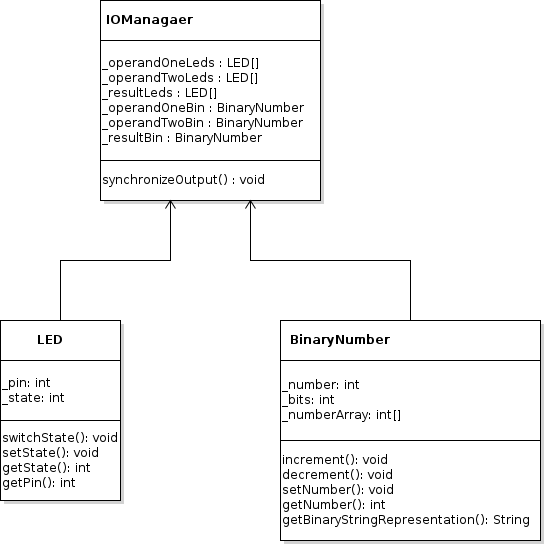 IOManagaer
_operandOneLeds : LED[]
_operandTwoLeds : LED[]
_resultLeds : LED[]
_operandOneBin : BinaryNumber
_operandTwoBin : BinaryNumber
_resultBin : BinaryNumber
synchronizeOutput() : void
LED
_pin: int
_state: int
switchState(): void
setState(): void
getState(): int
getPin(): int
BinaryNumber
_number: int
_bits: int
_numberArray: int[]
increment(): void
decrement(): void
setNumber(): void
getNumber(): int
getBinaryStringRepresentation(): String